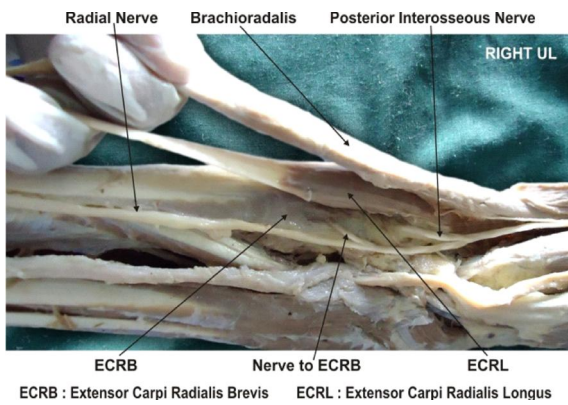 Radial Nerve Brachioradalis Posterior Interosseous Nerve
RIGHT UL
ECRB Nerve to ECRB ECRL
ECRB : Extensor Carpi Radialis Brevis ECRL : Extensor Carpi Radialis Longus